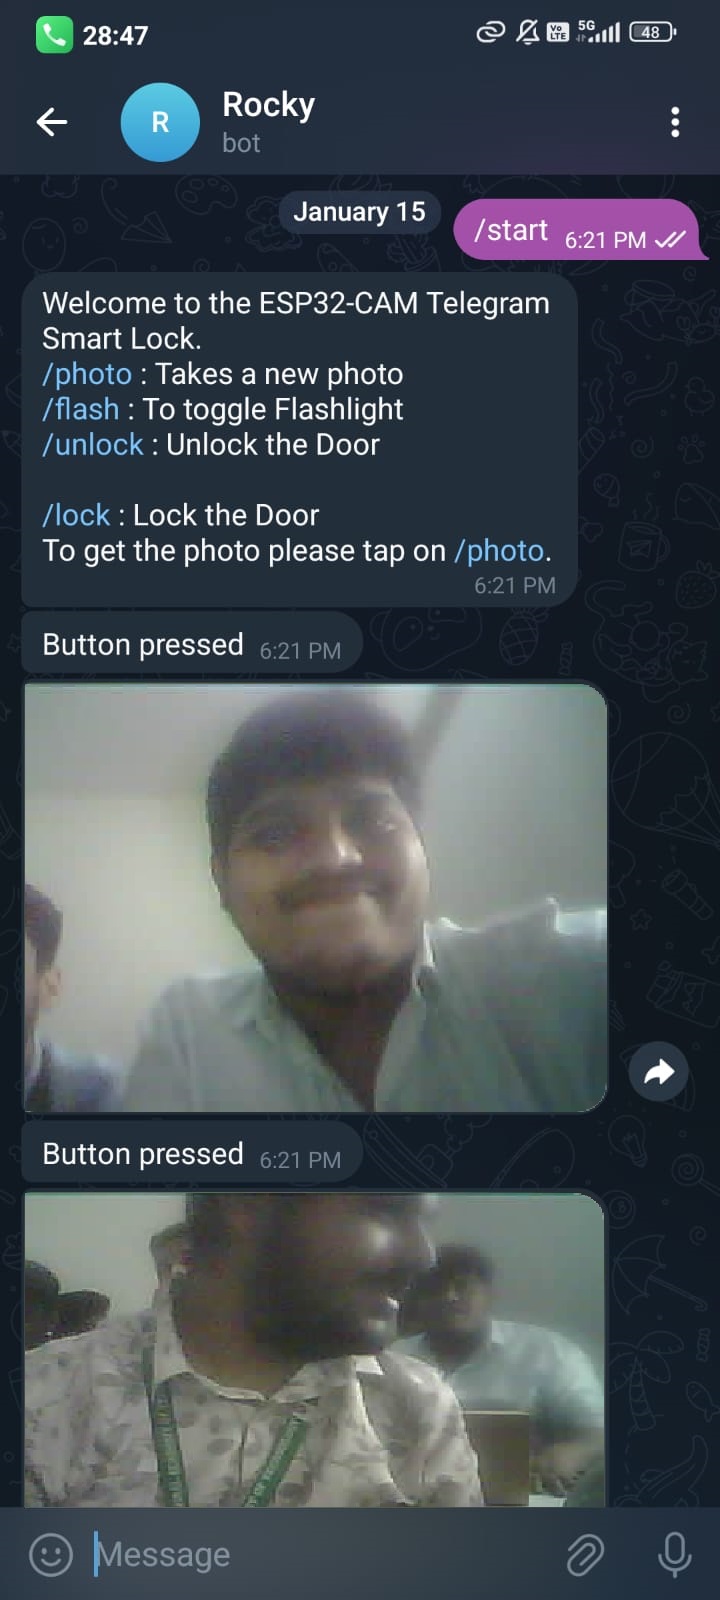 28:47
Vo LTE 5G 48
R
Rocky
bot
January 15
/start 6:21 PM
Welcome to the ESP32-CAM Telegram
Smart Lock.
/photo : Takes a new photo
/flash : To toggle Flashlight
/unlock : Unlock the Door
/lock : Lock the Door
To get the photo please tap on /photo.
6:21 PM
Button pressed 6:21 PM
Button pressed 6:21 PM
Message